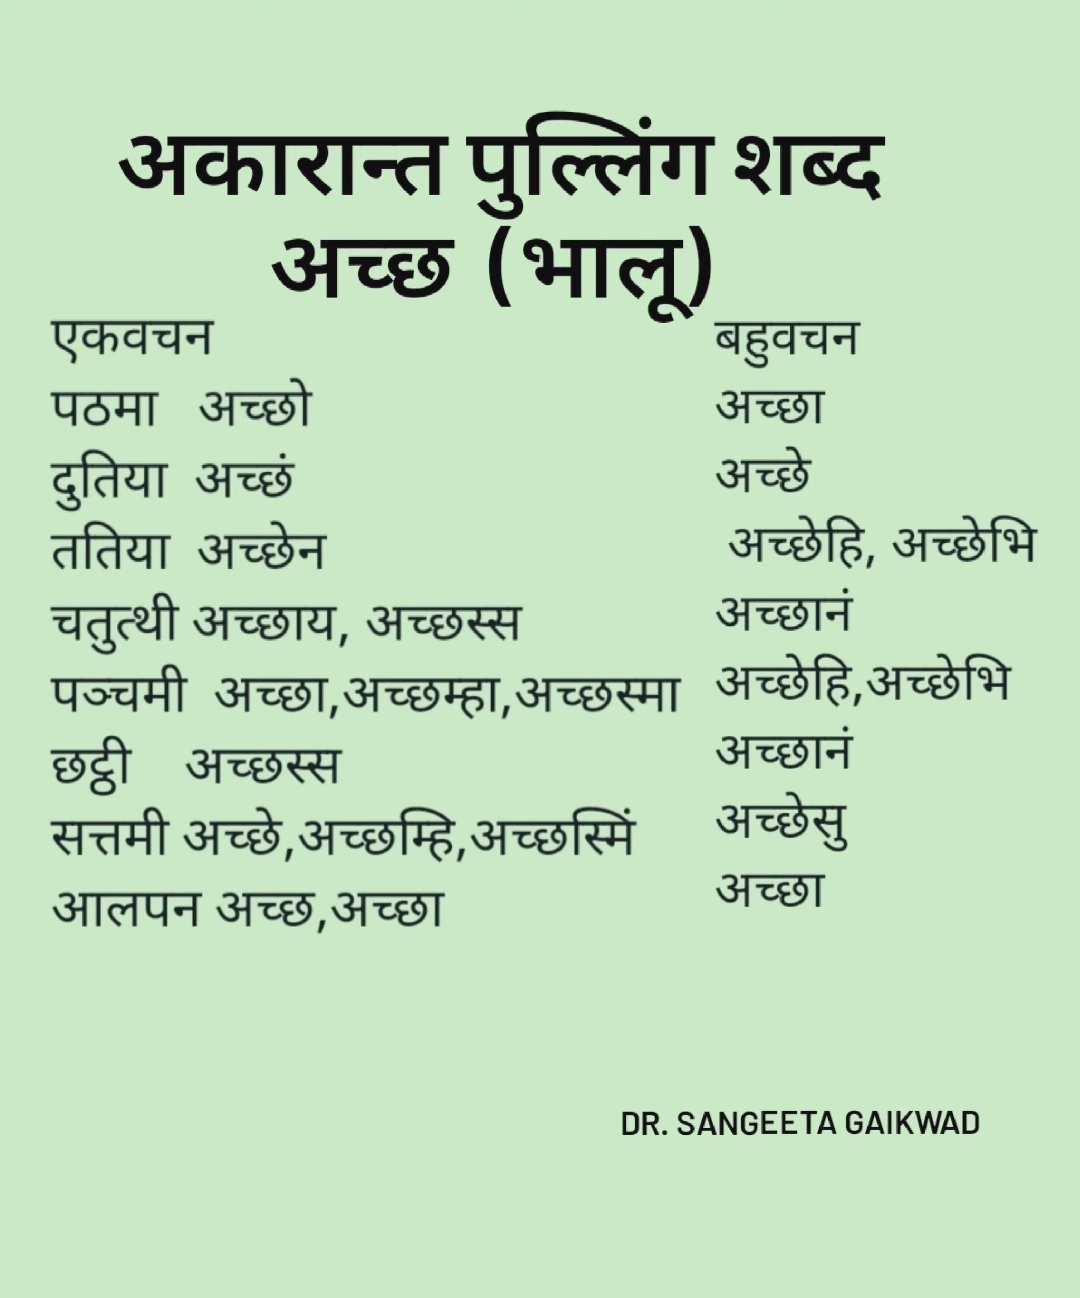 अकारान्त पुल्लिंग शब्द
अच्छ (भालू)
एकवचन
पठमा अच्छो
दुतिया अच्छं
ततिया अच्छेन
चतुत्थी अच्छाय, अच्छस्स
पञ्चमी अच्छा,अच्छम्हा,अच्छस्मा
छट्ठी अच्छस्स
सत्तमी अच्छे,अच्छम्हि,अच्छस्मिं
आलपन अच्छ,अच्छा
बहुवचन
अच्छा
अच्छे
अच्छेहि, अच्छेभि
अच्छानं
अच्छेहि,अच्छेभि
अच्छानं
अच्छेसु
अच्छा
DR. SANGEETA GAIKWAD